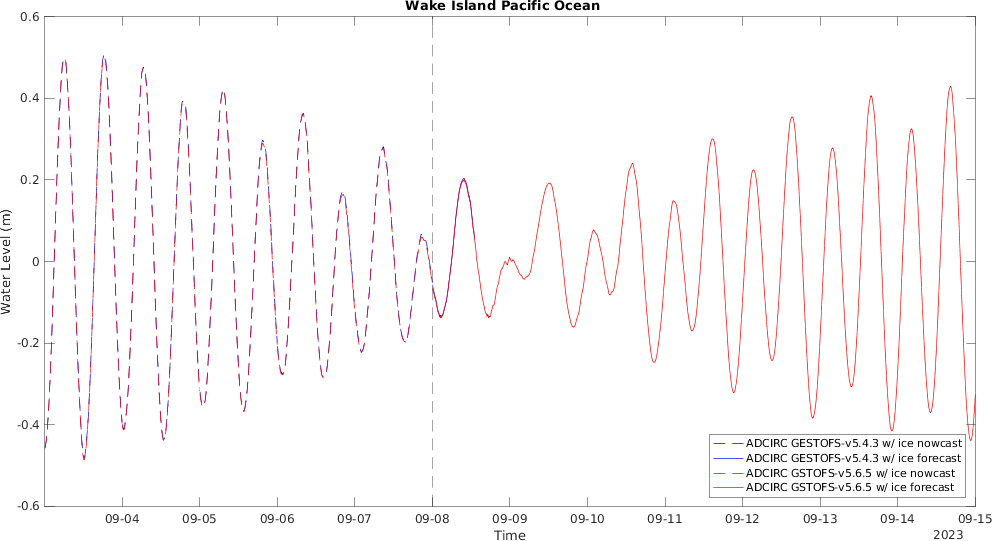 Wake Island Pacific Ocean
0.6
0.4
0.2
0
-0.2
-0.4
-0.6
Water Level (m)
ADCIRC GESTOFS-v5.4.3 w/ ice nowcast
ADCIRC GESTOFS-v5.4.3 w/ ice forecast
ADCIRC GSTOFS-v5.6.5 w/ ice nowcast
ADCIRC GSTOFS-v5.6.5 w/ ice forecast
09-04 09-05 09-06 09-07 09-08 09-09 09-10 09-11 09-12 09-13 09-14 09-15
Time
2023